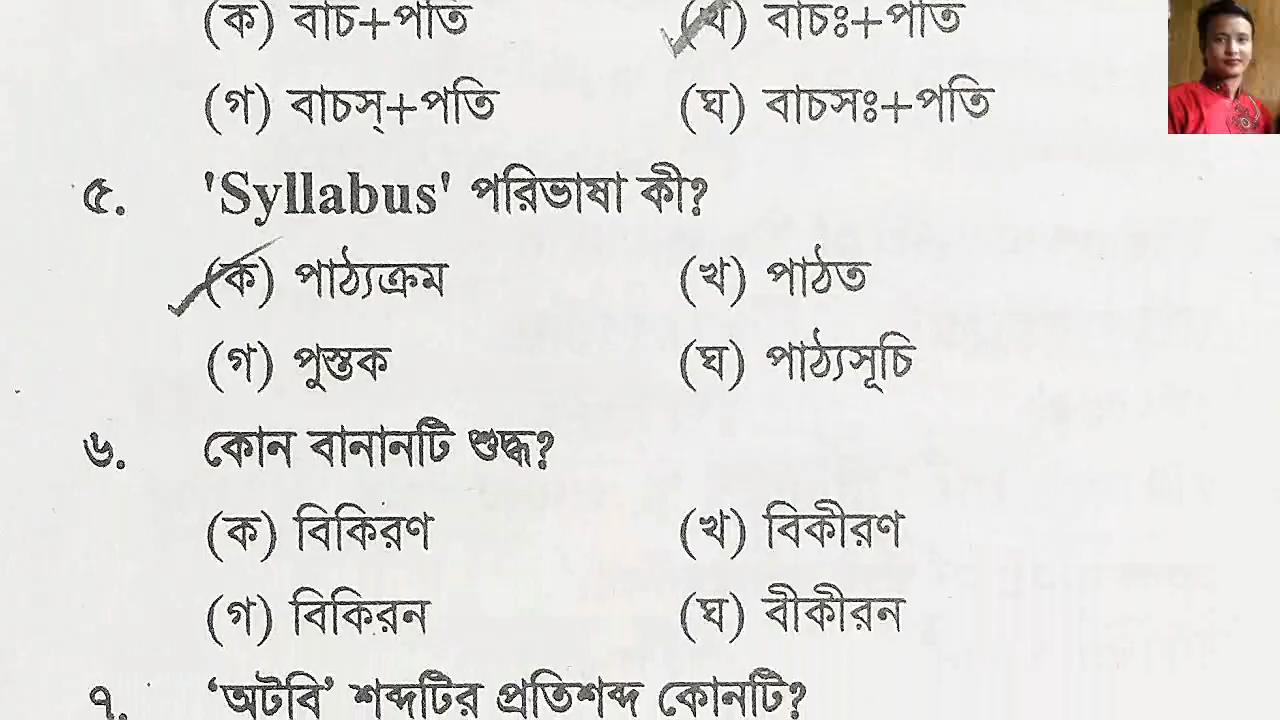 (ক) বাচ+পতি (খ) বাচঃ+পতি
(গ) বাচস্+পতি (ঘ) বাচসঃ+পতি
৫. 'Syllabus' পরিভাষা কী?
(ক) পাঠ্যক্রম (খ) পাঠত
(গ) পুস্তক (ঘ) পাঠ্যসূচি
৬. কোন বানানটি শুদ্ধ?
(ক) বিকিরণ (খ) বিকীরণ
(গ) বিকিরন (ঘ) বীকীরন
৭. ‘অটবি’ শব্দটির প্রতিশব্দ কোনটি?